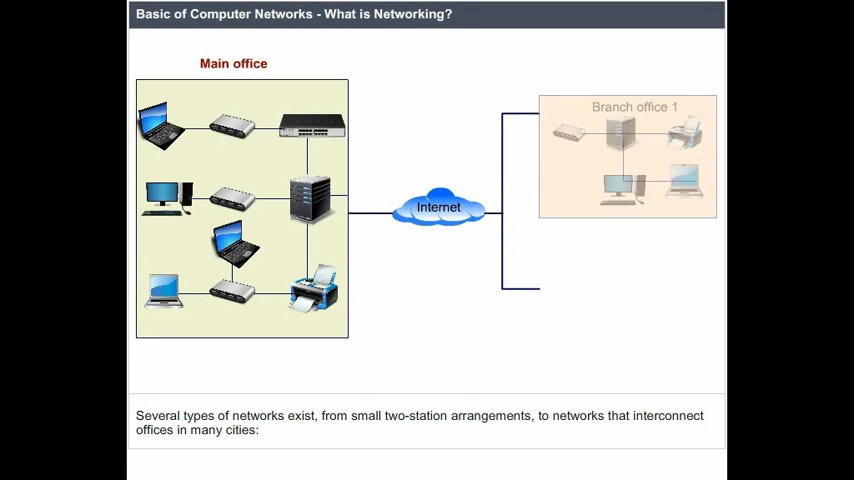 Basic of Computer Networks - What is Networking?
Main office
Branch office 1
Internet
Several types of networks exist, from small two-station arrangements, to networks that interconnect
offices in many cities: